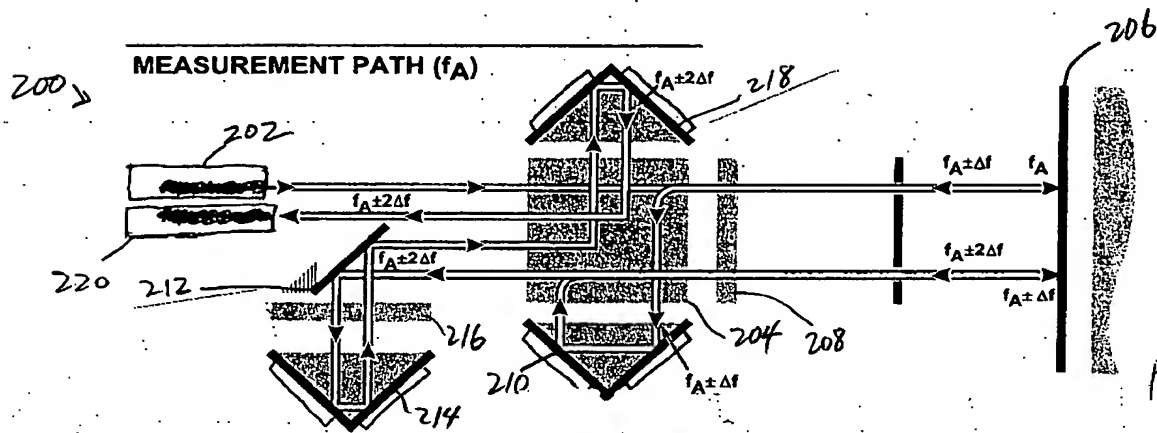 MEASUREMENT PATH (fA)
200
202
fA±2Δf
218
206
fA±Δf
fA
fA±2Δf
220
212
fA±2Δf
fA±2Δf
fA±Δf
216
204
208
210
fA±Δf
214